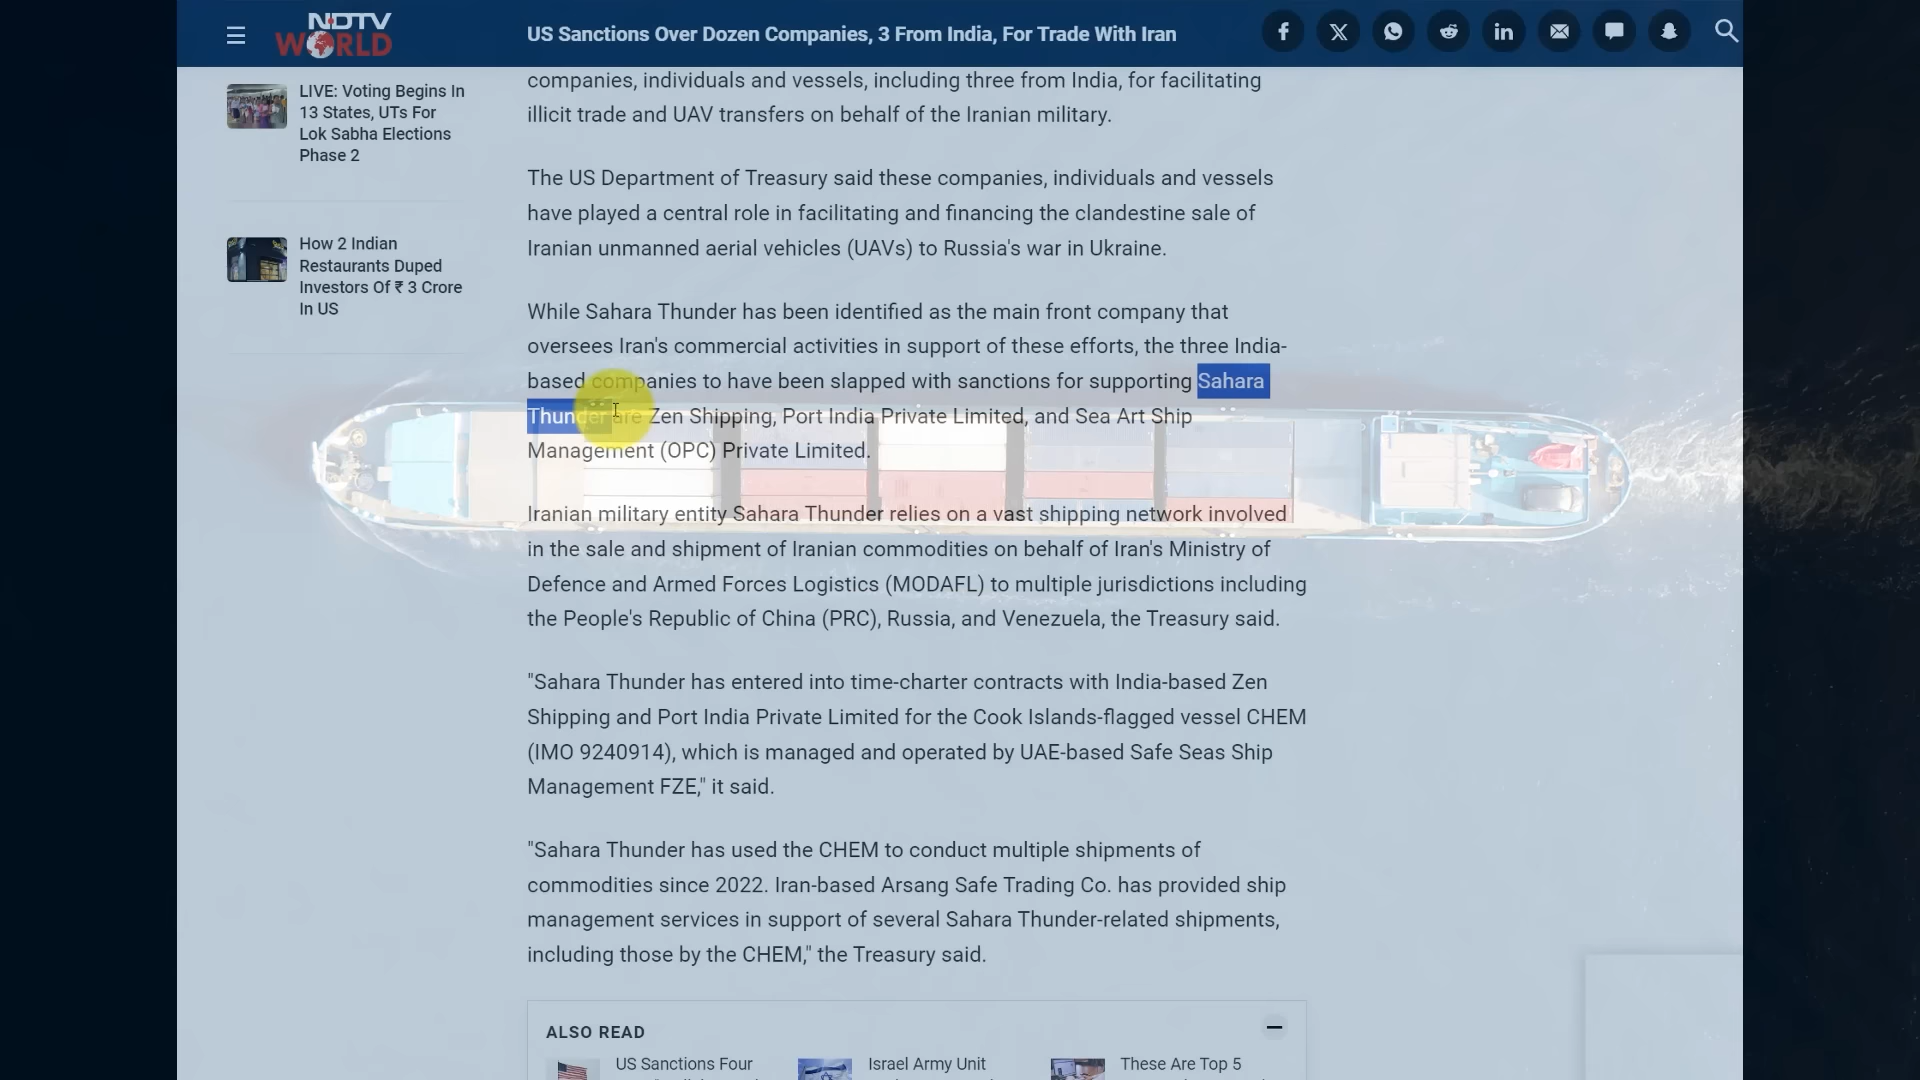 NDTV
WORLD
US Sanctions Over Dozen Companies, 3 From India, For Trade With Iran
LIVE: Voting Begins In
13 States, UTs For
Lok Sabha Elections
Phase 2
How 2 Indian
Restaurants Duped
Investors Of ₹ 3 Crore
In US
companies, individuals and vessels, including three from India, for facilitating
illicit trade and UAV transfers on behalf of the Iranian military.
The US Department of Treasury said these companies, individuals and vessels
have played a central role in facilitating and financing the clandestine sale of
Iranian unmanned aerial vehicles (UAVs) to Russia's war in Ukraine.
While Sahara Thunder has been identified as the main front company that
oversees Iran's commercial activities in support of these efforts, the three India-
based companies to have been slapped with sanctions for supporting Sahara
Thunder are Zen Shipping, Port India Private Limited, and Sea Art Ship
Management (OPC) Private Limited.
Iranian military entity Sahara Thunder relies on a vast shipping network involved
in the sale and shipment of Iranian commodities on behalf of Iran's Ministry of
Defence and Armed Forces Logistics (MODAFL) to multiple jurisdictions including
the People's Republic of China (PRC), Russia, and Venezuela, the Treasury said.
"Sahara Thunder has entered into time-charter contracts with India-based Zen
Shipping and Port India Private Limited for the Cook Islands-flagged vessel CHEM
(IMO 9240914), which is managed and operated by UAE-based Safe Seas Ship
Management FZE," it said.
"Sahara Thunder has used the CHEM to conduct multiple shipments of
commodities since 2022. Iran-based Arsang Safe Trading Co. has provided ship
management services in support of several Sahara Thunder-related shipments,
including those by the CHEM," the Treasury said.
ALSO READ
US Sanctions Four
Israel Army Unit
These Are Top 5